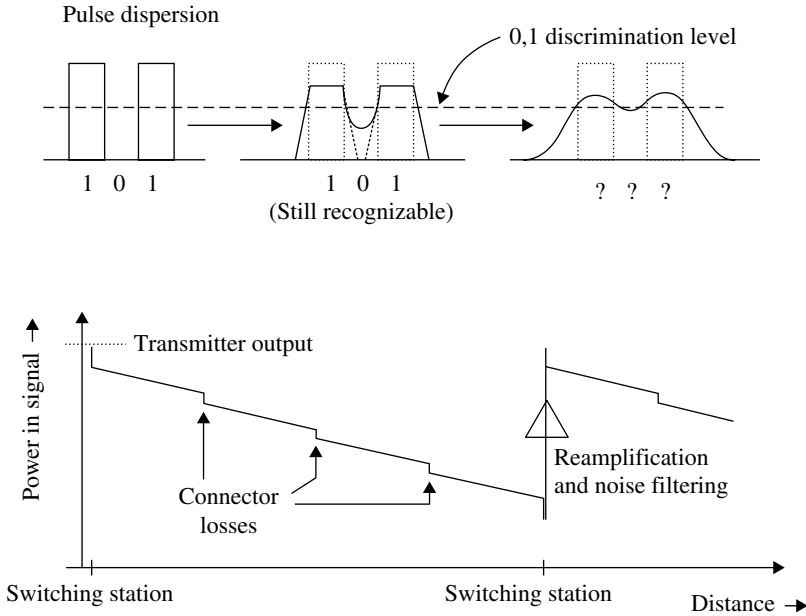 Pulse dispersion
0,1 discrimination level
1 0 1
1 0 1
(Still recognizable)
? ? ?
Power in signal
Transmitter output
Connector
losses
Reamplification
and noise filtering
Switching station
Switching station
Distance